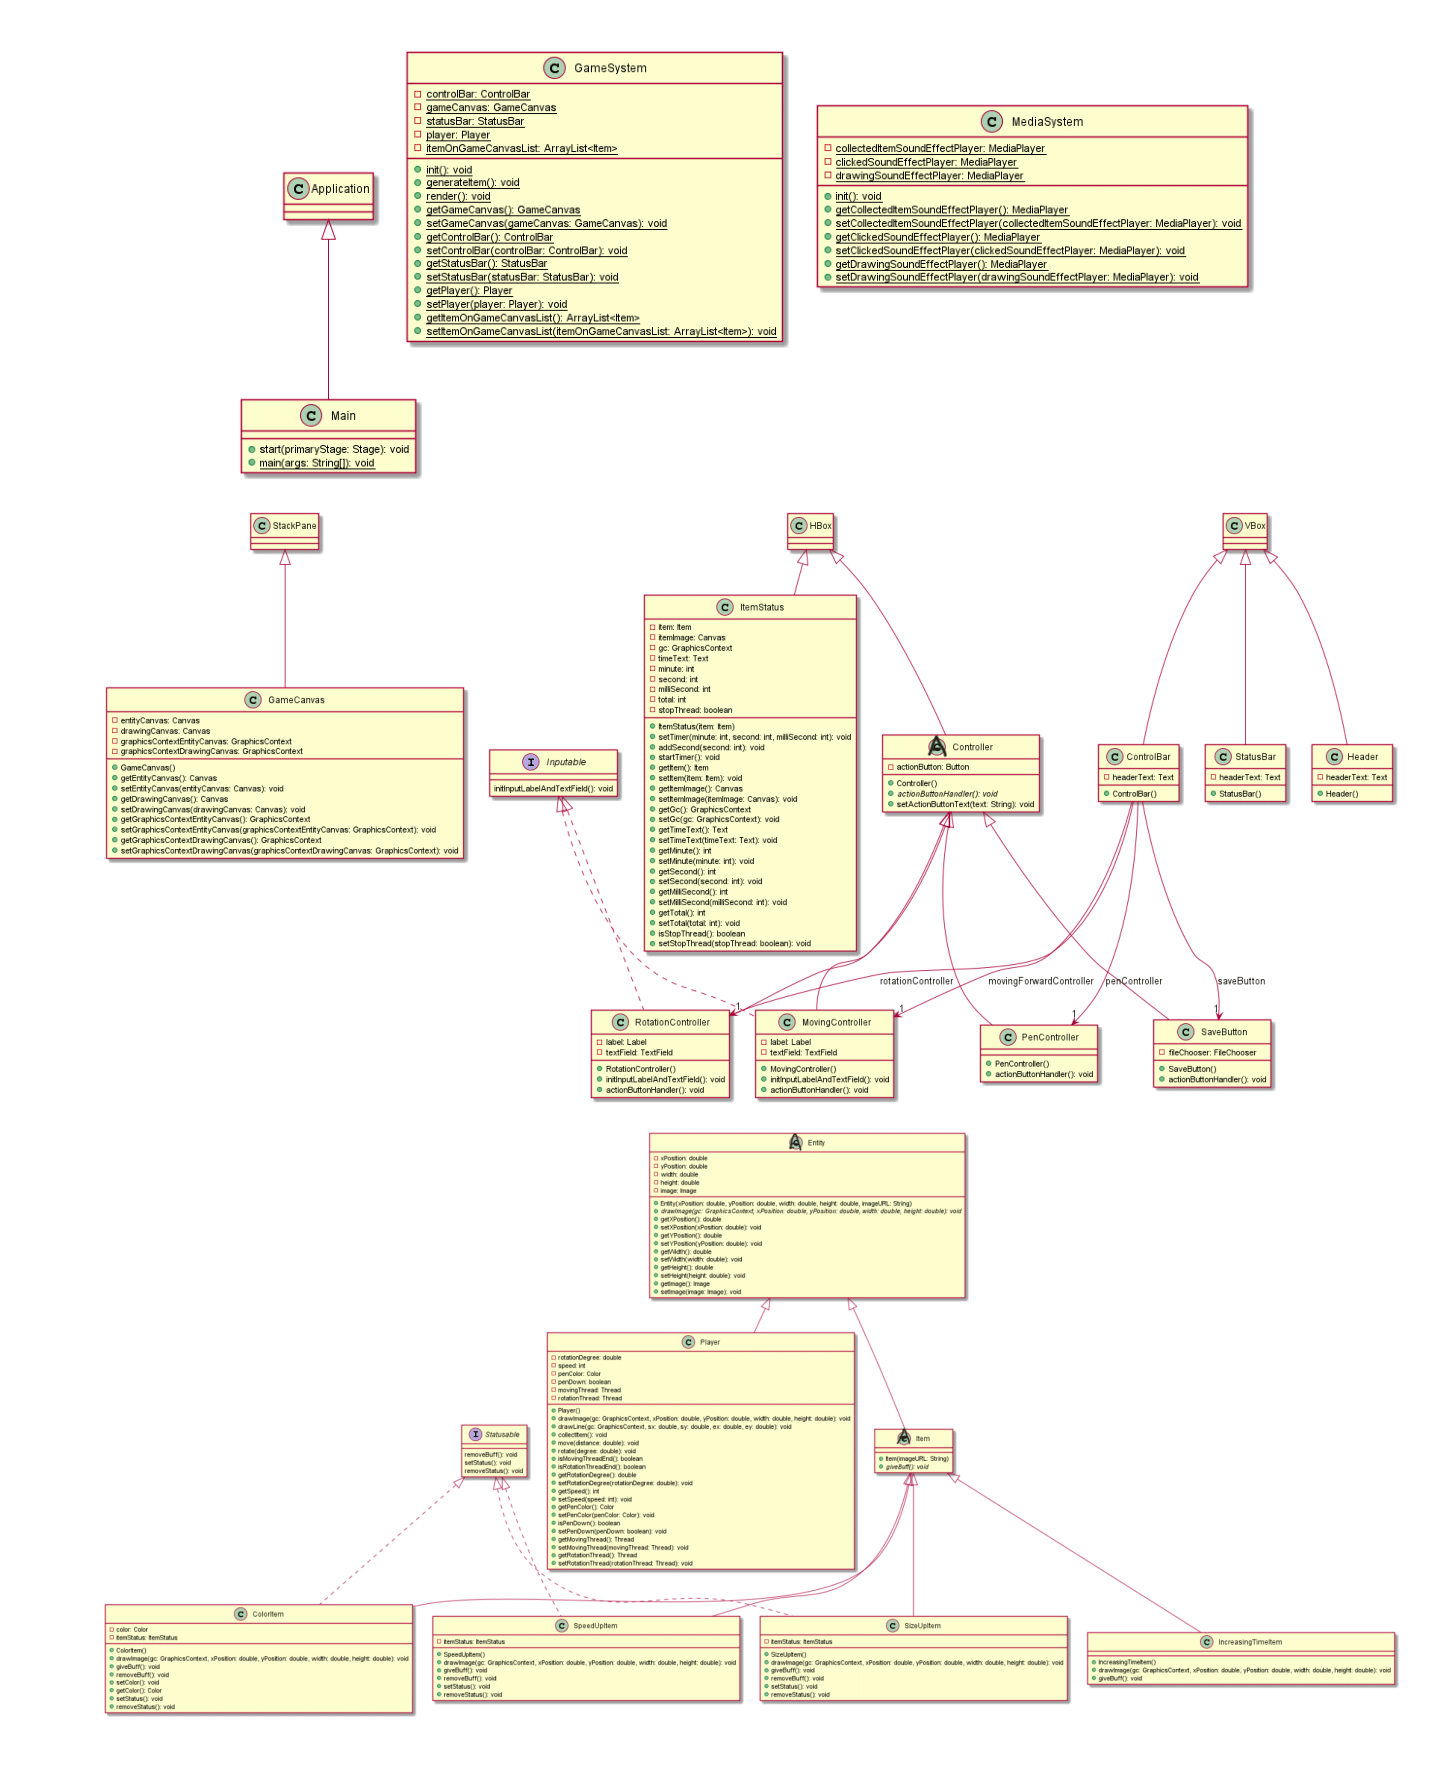 GameSystem
controlBar: ControlBar
gameCanvas: GameCanvas
statusBar: StatusBar
player: Player
itemOnGameCanvasList: ArrayList<Item>
init(): void
generateItem(): void
render(): void
getGameCanvas(): GameCanvas
setGameCanvas(gameCanvas: GameCanvas): void
getControlBar(): ControlBar
setControlBar(controlBar: ControlBar): void
getStatusBar(): StatusBar
setStatusBar(statusBar: StatusBar): void
getPlayer(): Player
setPlayer(player: Player): void
getItemOnGameCanvasList(): ArrayList<Item>
setItemOnGameCanvasList(itemOnGameCanvasList: ArrayList<Item>): void
MediaSystem
collectedItemSoundEffectPlayer: MediaPlayer
clickedSoundEffectPlayer: MediaPlayer
drawingSoundEffectPlayer: MediaPlayer
init(): void
getCollectedItemSoundEffectPlayer(): MediaPlayer
setCollectedItemSoundEffectPlayer(collectedItemSoundEffectPlayer: MediaPlayer): void
getClickedSoundEffectPlayer(): MediaPlayer
setClickedSoundEffectPlayer(clickedSoundEffectPlayer: MediaPlayer): void
getDrawingSoundEffectPlayer(): MediaPlayer
setDrawingSoundEffectPlayer(drawingSoundEffectPlayer: MediaPlayer): void
Application
Main
start(primaryStage: Stage): void
main(args: String[]): void
StackPane
HBox
VBox
ItemStatus
item: Item
itemImage: Canvas
gc: GraphicsContext
timeText: Text
minute: int
second: int
milliSecond: int
total: int
stopThread: boolean
ItemStatus(item: Item)
setTimer(minute: int, second: int, milliSecond: int): void
addSecond(second: int): void
startTimer(): void
getItem(): Item
setItem(item: Item): void
getItemImage(): Canvas
setItemImage(itemImage: Canvas): void
getGc(): GraphicsContext
setGc(gc: GraphicsContext): void
getTimeText(): Text
setTimeText(timeText: Text): void
getMinute(): int
setMinute(minute: int): void
getSecond(): int
setSecond(second: int): void
getMilliSecond(): int
setMilliSecond(milliSecond: int): void
getTotal(): int
setTotal(total: int): void
isStopThread(): boolean
setStopThread(stopThread: boolean): void
GameCanvas
entityCanvas: Canvas
drawingCanvas: Canvas
graphicsContextEntityCanvas: GraphicsContext
graphicsContextDrawingCanvas: GraphicsContext
GameCanvas()
getEntityCanvas(): Canvas
setEntityCanvas(entityCanvas: Canvas): void
getDrawingCanvas(): Canvas
setDrawingCanvas(drawingCanvas: Canvas): void
getGraphicsContextEntityCanvas(): GraphicsContext
setGraphicsContextEntityCanvas(graphicsContextEntityCanvas: GraphicsContext): void
getGraphicsContextDrawingCanvas(): GraphicsContext
setGraphicsContextDrawingCanvas(graphicsContextDrawingCanvas: GraphicsContext): void
Inputable
initInputLabelAndTextField(): void
Controller
actionButton: Button
Controller()
actionButtonHandler(): void
setActionButtonText(text: String): void
ControlBar
headerText: Text
ControlBar()
StatusBar
headerText: Text
StatusBar()
Header
headerText: Text
Header()
rotationController
movingForwardController
penController
saveButton
1
1
1
1
RotationController
label: Label
textField: TextField
RotationController()
initInputLabelAndTextField(): void
actionButtonHandler(): void
MovingController
label: Label
textField: TextField
MovingController()
initInputLabelAndTextField(): void
actionButtonHandler(): void
PenController
PenController()
actionButtonHandler(): void
SaveButton
fileChooser: FileChooser
SaveButton()
actionButtonHandler(): void
Entity
xPosition: double
yPosition: double
width: double
height: double
image: Image
Entity(xPosition: double, yPosition: double, width: double, height: double, imageURL: String)
drawImage(gc: GraphicsContext, xPosition: double, yPosition: double, width: double, height: double): void
getXPosition(): double
setXPosition(xPosition: double): void
getYPosition(): double
setYPosition(yPosition: double): void
getWidth(): double
setWidth(width: double): void
getHeight(): double
setHeight(height: double): void
getImage(): Image
setImage(image: Image): void
Player
rotationDegree: double
speed: int
penColor: Color
penDown: boolean
movingThread: Thread
rotationThread: Thread
Player()
drawImage(gc: GraphicsContext, xPosition: double, yPosition: double, width: double, height: double): void
drawLine(gc: GraphicsContext, sx: double, sy: double, ex: double, ey: double): void
collectItem(): void
move(distance: double): void
rotate(degree: double): void
isMovingThreadEnd(): boolean
isRotationThreadEnd(): boolean
getRotationDegree(): double
setRotationDegree(rotationDegree: double): void
getSpeed(): int
setSpeed(speed: int): void
getPenColor(): Color
setPenColor(penColor: Color): void
isPenDown(): boolean
setPenDown(penDown: boolean): void
getMovingThread(): Thread
setMovingThread(movingThread: Thread): void
getRotationThread(): Thread
setRotationThread(rotationThread: Thread): void
Statusable
removeBuff(): void
setStatus(): void
removeStatus(): void
Item
Item(imageURL: String)
giveBuff(): void
ColorItem
color: Color
itemStatus: ItemStatus
ColorItem()
drawImage(gc: GraphicsContext, xPosition: double, yPosition: double, width: double, height: double): void
giveBuff(): void
removeBuff(): void
setColor(): void
getColor(): Color
setStatus(): void
removeStatus(): void
SpeedUpItem
itemStatus: ItemStatus
SpeedUpItem()
drawImage(gc: GraphicsContext, xPosition: double, yPosition: double, width: double, height: double): void
giveBuff(): void
removeBuff(): void
setStatus(): void
removeStatus(): void
SizeUpItem
itemStatus: ItemStatus
SizeUpItem()
drawImage(gc: GraphicsContext, xPosition: double, yPosition: double, width: double, height: double): void
giveBuff(): void
removeBuff(): void
setStatus(): void
removeStatus(): void
IncreasingTimeItem
IncreasingTimeItem()
drawImage(gc: GraphicsContext, xPosition: double, yPosition: double, width: double, height: double): void
giveBuff(): void